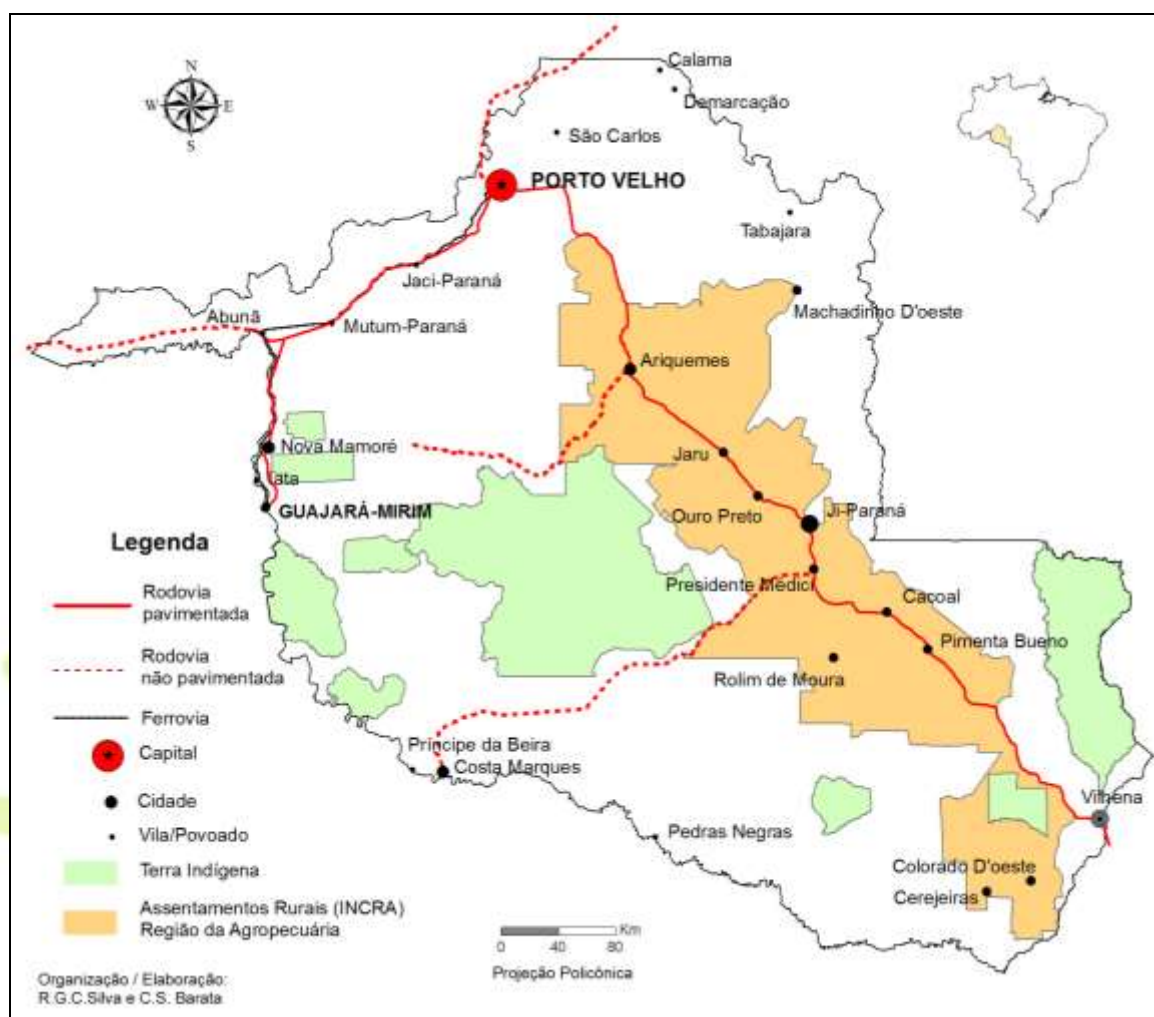 N
W
E
S
Calama
Demarcação
São Carlos
PORTO VELHO
Tabajara
Jaci-Paraná
Machadinho D'oeste
Abunã
Mutum-Paraná
Ariquemes
Nova Mamoré
Jaru
Iata
GUAJARÁ-MIRIM
Ouro Preto
Ji-Paraná
Presidente Medici
Caçoal
Pimenta Bueno
Rolim de Moura
Príncipe da Beira
Costa Marques
Vilhena
Pedras Negras
Colorado D'oeste
Cerejeiras
Legenda
Rodovia
pavimentada
Rodovia
não pavimentada
Ferrovia
Capital
Cidade
Vila/Povoado
Terra Indígena
Assentamentos Rurais (INCRA)
Região da Agropecuária
Km
0 40 80
Projeção Policônica
Organização / Elaboração:
R.G.C.Silva e C.S. Barata